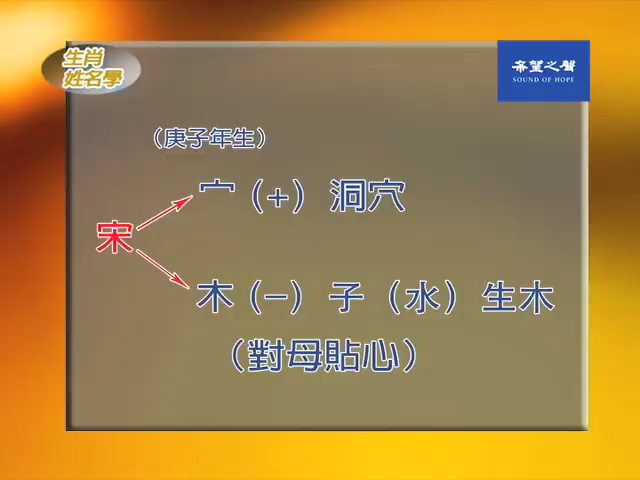 生肖
姓名學
希望之聲
SOUND OF HOPE
（庚子年生）
宀（+） 洞穴
宋
木（−） 子（水）生木
（對母貼心）